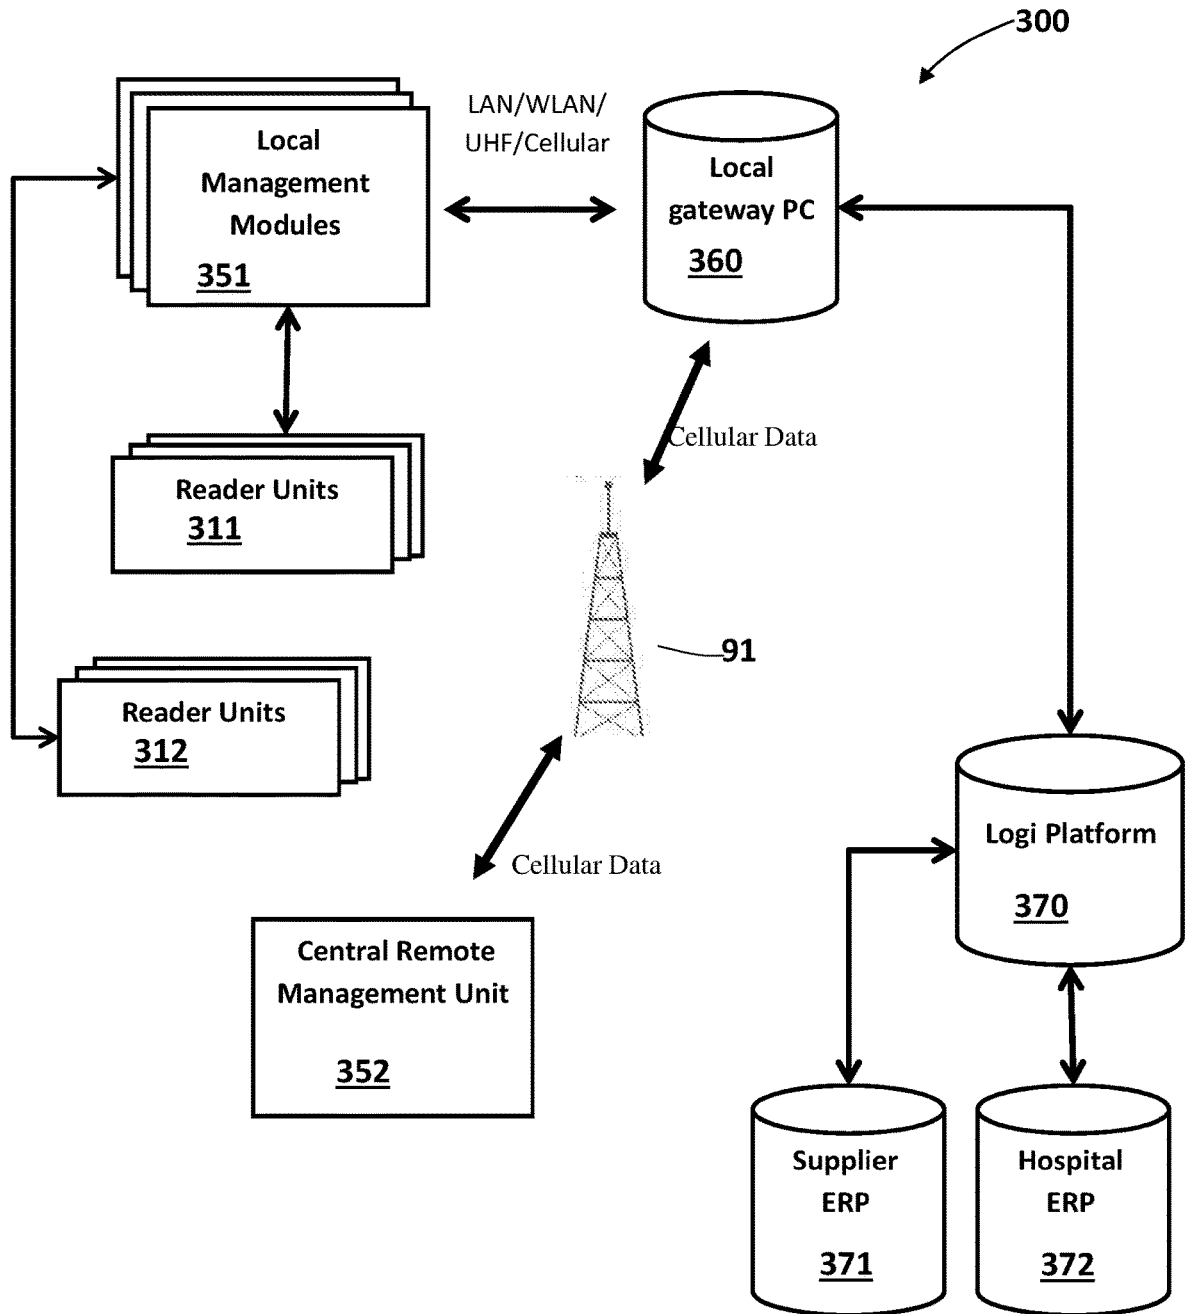 300
LAN/WLAN/
UHF/Cellular
Local
Management
Modules
351
Local
gateway PC
360
Cellular Data
Reader Units
311
91
Reader Units
312
Logi Platform
370
Cellular Data
Central Remote
Management Unit
352
Supplier
ERP
371
Hospital
ERP
372